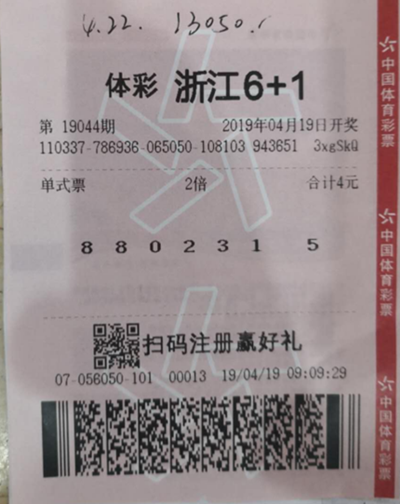 4.22. 13050.
体彩 浙江6+1
第 19044期 2019年04月19日开奖
110337-786936-065050-108103 943651 3xgSkQ
单式票 2倍 合计4元
8 8 0 2 3 1 5
扫码注册赢好礼
07-056050-101 00013 19/04/19 09:09:29
中国体育彩票
中国体育彩票
中国体育彩票